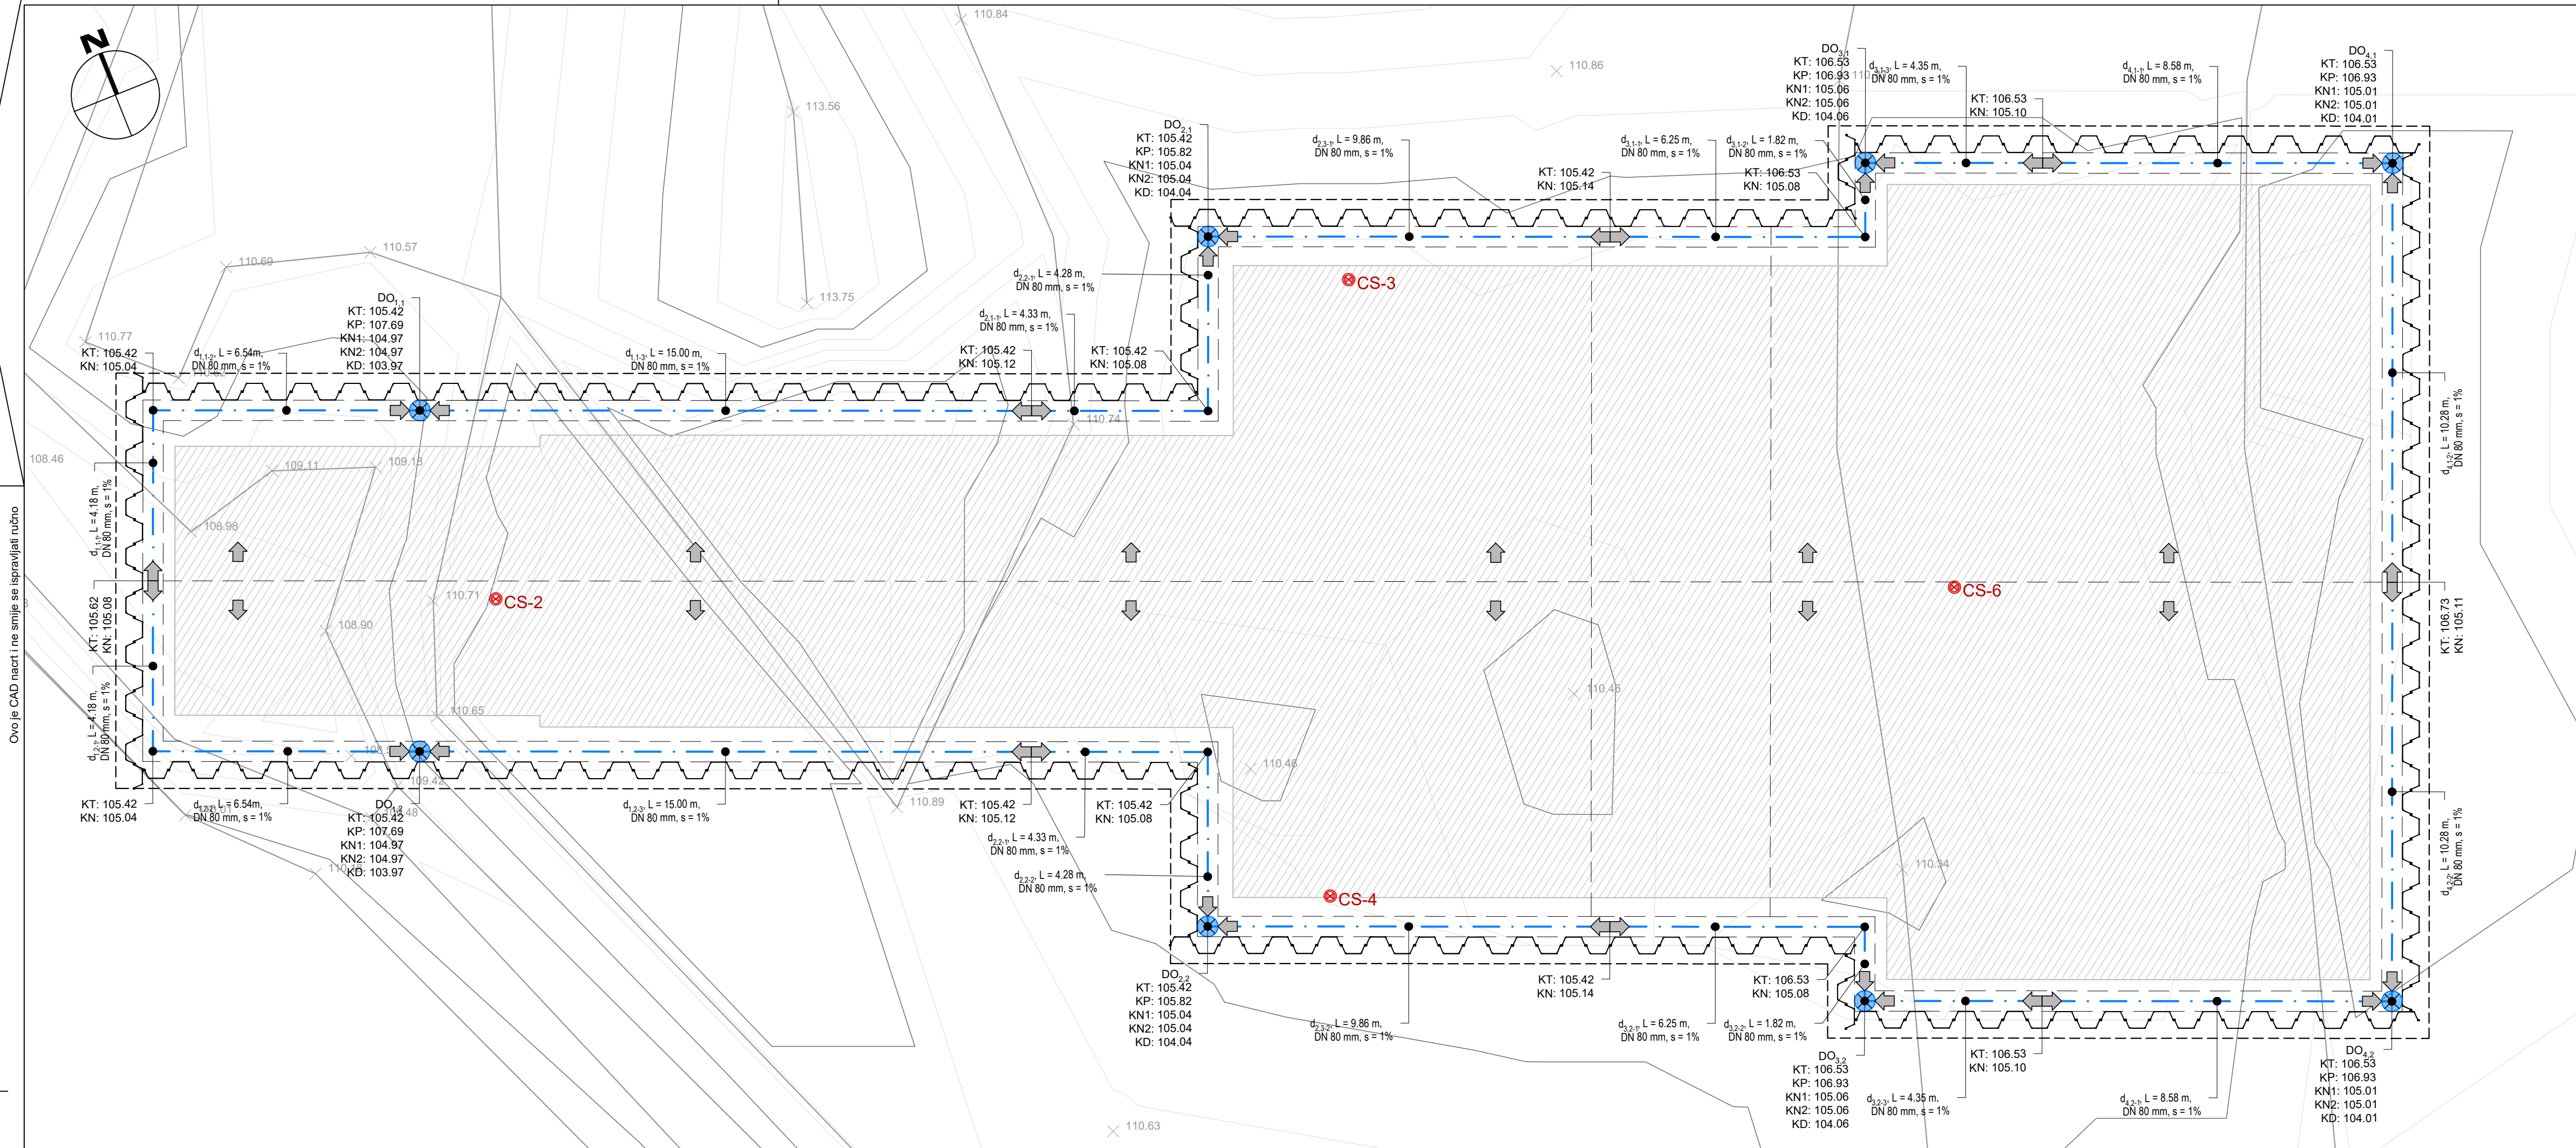 N
110.84
110.86
113.56
113.75
110.57
110.69
110.77
DO1,1
KT: 105.42
KP: 107.69
KN1: 104.97
KN2: 104.97
KD: 103.97
KT: 105.42
KN: 105.04
d1,1-2, L = 6.54m,
DN 80 mm, s = 1%
d1,1-3, L = 15.00 m,
DN 80 mm, s = 1%
KT: 105.42
KN: 105.12
d2,1-1, L = 4.33 m,
DN 80 mm, s = 1%
d2,2-1, L = 4.28 m,
DN 80 mm, s = 1%
KT: 105.42
KN: 105.08
DO2,1
KT: 105.42
KP: 105.82
KN1: 105.04
KN2: 105.04
KD: 104.04
d2,3-1, L = 9.86 m,
DN 80 mm, s = 1%
KT: 105.42
KN: 105.14
d3,1-1, L = 6.25 m,
DN 80 mm, s = 1%
d3,1-2, L = 1.82 m,
DN 80 mm, s = 1%
KT: 106.53
KN: 105.08
DO3,1
KT: 106.53
KP: 106.93
KN1: 105.06
KN2: 105.06
KD: 104.06
d3,1-3, L = 4.35 m,
DN 80 mm, s = 1%
KT: 106.53
KN: 105.10
d4,1-1, L = 8.58 m,
DN 80 mm, s = 1%
DO4,1
KT: 106.53
KP: 106.93
KN1: 105.01
KN2: 105.01
KD: 104.01
CS-3
110.74
108.46
109.11
109.13
108.98
d1,1-1, L = 4.18 m,
DN 80 mm, s = 1%
d4,1-2, L = 10.28 m,
DN 80 mm, s = 1%
Ovo je CAD nacrt i ne smije se ispravljati ručno
KT: 105.62
KN: 105.08
CS-2
110.71
108.90
CS-6
KT: 106.73
KN: 105.11
110.46
110.65
d1,2-1, L = 4.18 m,
DN 80 mm, s = 1%
109.42
110.46
110.89
110.34
d4,2-2, L = 10.28 m,
DN 80 mm, s = 1%
KT: 105.42
KN: 105.04
d1,2-2, L = 6.54m,
DN 80 mm, s = 1%
DO1,2
KT: 105.42
KP: 107.69
KN1: 104.97
KN2: 104.97
KD: 103.97
d1,2-3, L = 15.00 m,
DN 80 mm, s = 1%
KT: 105.42
KN: 105.12
KT: 105.42
KN: 105.08
d2,2-1, L = 4.33 m,
DN 80 mm, s = 1%
d2,2-2, L = 4.28 m,
DN 80 mm, s = 1%
CS-4
DO2,2
KT: 105.42
KP: 105.82
KN1: 105.04
KN2: 105.04
KD: 104.04
d2,3-2, L = 9.86 m,
DN 80 mm, s = 1%
KT: 105.42
KN: 105.14
d3,2-1, L = 6.25 m,
DN 80 mm, s = 1%
KT: 106.53
KN: 105.08
d3,2-2, L = 1.82 m,
DN 80 mm, s = 1%
DO3,2
KT: 106.53
KP: 106.93
KN1: 105.06
KN2: 105.06
KD: 104.06
KT: 106.53
KN: 105.10
d3,2-3, L = 4.35 m,
DN 80 mm, s = 1%
d4,2-1, L = 8.58 m,
DN 80 mm, s = 1%
DO4,2
KT: 106.53
KP: 106.93
KN1: 105.01
KN2: 105.01
KD: 104.01
110.63